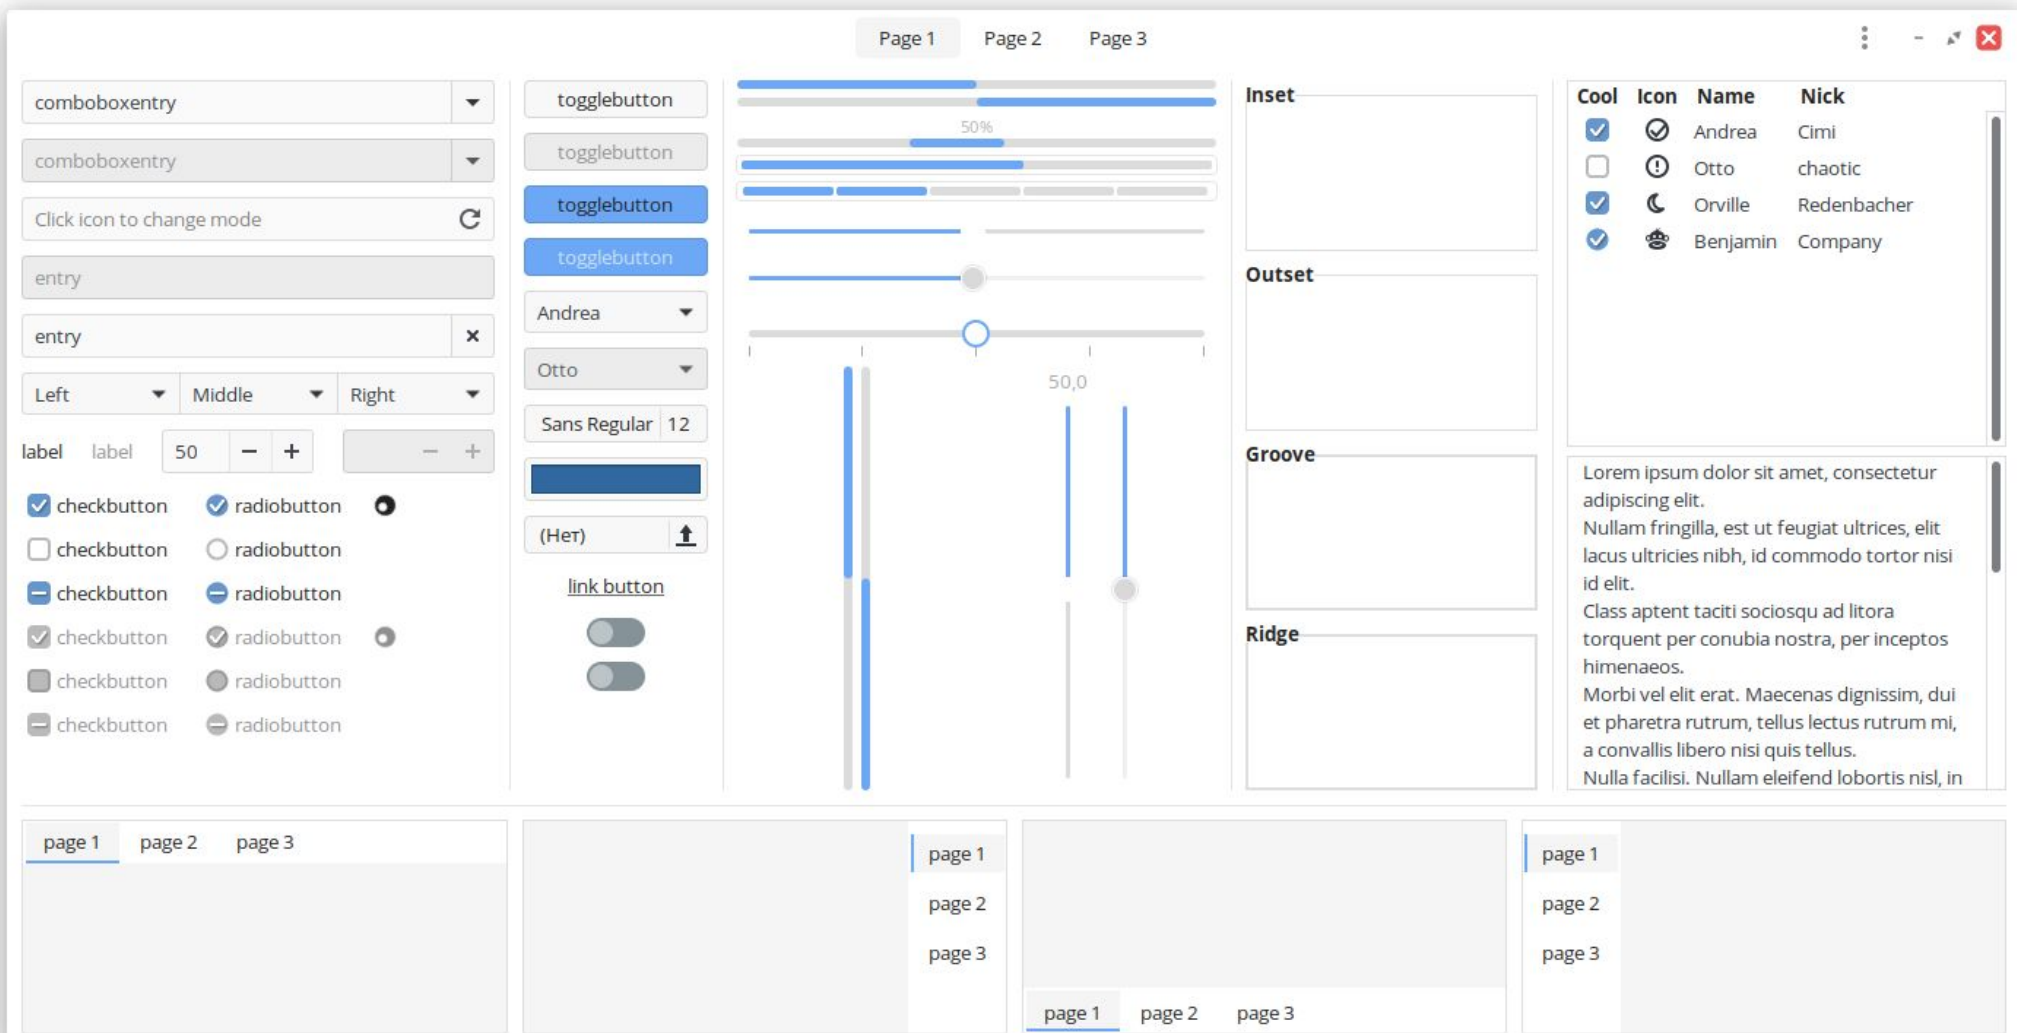 Page 1 Page 2 Page 3
comboboxentry
comboboxentry
Click icon to change mode
entry
entry
Left Middle Right
label label 50
checkbutton radiobutton
checkbutton radiobutton
checkbutton radiobutton
checkbutton radiobutton
checkbutton radiobutton
checkbutton radiobutton
togglebutton
togglebutton
togglebutton
togglebutton
Andrea
Otto
Sans Regular 12
(Нет)
link button
50%
50,0
Inset
Outset
Groove
Ridge
Cool Icon Name Nick
Andrea Cimi
Otto chaotic
Orville Redenbacher
Benjamin Company
Lorem ipsum dolor sit amet, consectetur
adipiscing elit.
Nullam fringilla, est ut feugiat ultrices, elit
lacus ultricies nibh, id commodo tortor nisi
id elit.
Class aptent taciti sociosqu ad litora
torquent per conubia nostra, per inceptos
himenaeos.
Morbi vel elit erat. Maecenas dignissim, dui
et pharetra rutrum, tellus lectus rutrum mi,
a convallis libero nisi quis tellus.
Nulla facilisi. Nullam eleifend lobortis nisl, in
page 1 page 2 page 3
page 1
page 2
page 3
page 1 page 2 page 3
page 1
page 2
page 3